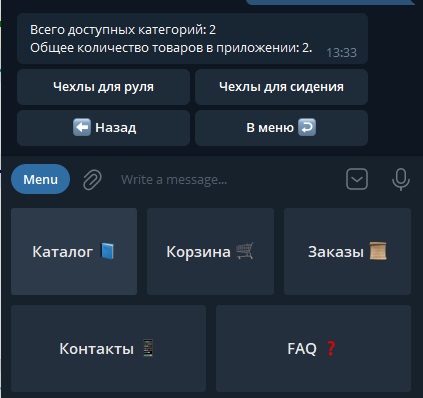 Всего доступных категорий: 2
Общее количество товаров в приложении: 2.
13:33
Чехлы для руля
Чехлы для сидения
Назад
В меню
Menu
Write a message...
Каталог
Корзина
Заказы
Контакты
FAQ ❓